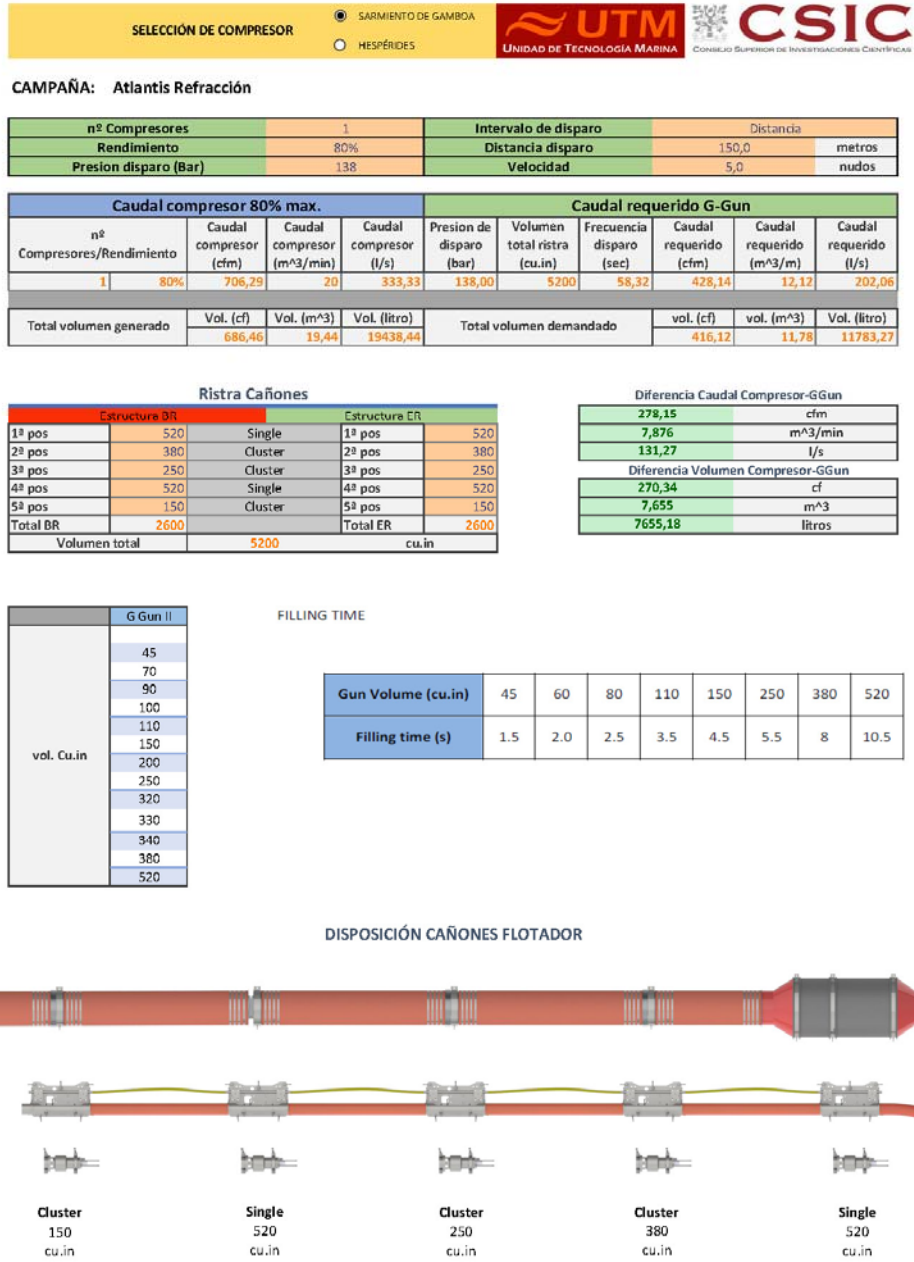 SELECCIÓN DE COMPRESOR
SARMIENTO DE GAMBOA
HESPÉRIDES
UTM
UNIDAD DE TECNOLOGÍA MARINA
CSIC
CONSEJO SUPERIOR DE INVESTIGACIONES CIENTÍFICAS
CAMPAÑA: Atlantis Refracción
nº Compresores 1 Intervalo de disparo Distancia
Rendimiento 80% Distancia disparo 150,0 metros
Presion disparo (Bar) 138 Velocidad 5,0 nudos
Caudal compresor 80% max. Caudal requerido G-Gun
nº Compresores/Rendimiento Caudal compresor (cfm) Caudal compresor (m^3/min) Caudal compresor (l/s) Presion de disparo (bar) Volumen total ristra (cu.in) Frecuencia disparo (sec) Caudal requerido (cfm) Caudal requerido (m^3/m) Caudal requerido (l/s)
1 80% 706,29 20 333,33 138,00 5200 58,32 428,14 12,12 202,06
Total volumen generado Vol. (cf) Vol. (m^3) Vol. (litro) Total volumen demandado vol. (cf) vol. (m^3) Vol. (litro)
686,46 19,44 19438,44 416,12 11,78 11783,27
Ristra Cañones
Estructura BR Estructura ER
1ª pos 520 Single 1ª pos 520
2ª pos 380 Cluster 2ª pos 380
3ª pos 250 Cluster 3ª pos 250
4ª pos 520 Single 4ª pos 520
5ª pos 150 Cluster 5ª pos 150
Total BR 2600 Total ER 2600
Volumen total 5200 cu.in
Diferencia Caudal Compresor-GGun
278,15 cfm
7,876 m^3/min
131,27 l/s
Diferencia Volumen Compresor-GGun
270,34 cf
7,655 m^3
7655,18 litros
G Gun II
vol. Cu.in
45
70
90
100
110
150
200
250
320
330
340
380
520
FILLING TIME
Gun Volume (cu.in) 45 60 80 110 150 250 380 520
Filling time (s) 1.5 2.0 2.5 3.5 4.5 5.5 8 10.5
DISPOSICIÓN CAÑONES FLOTADOR
Cluster Single Cluster Cluster Single
150 520 250 380 520
cu.in cu.in cu.in cu.in cu.in